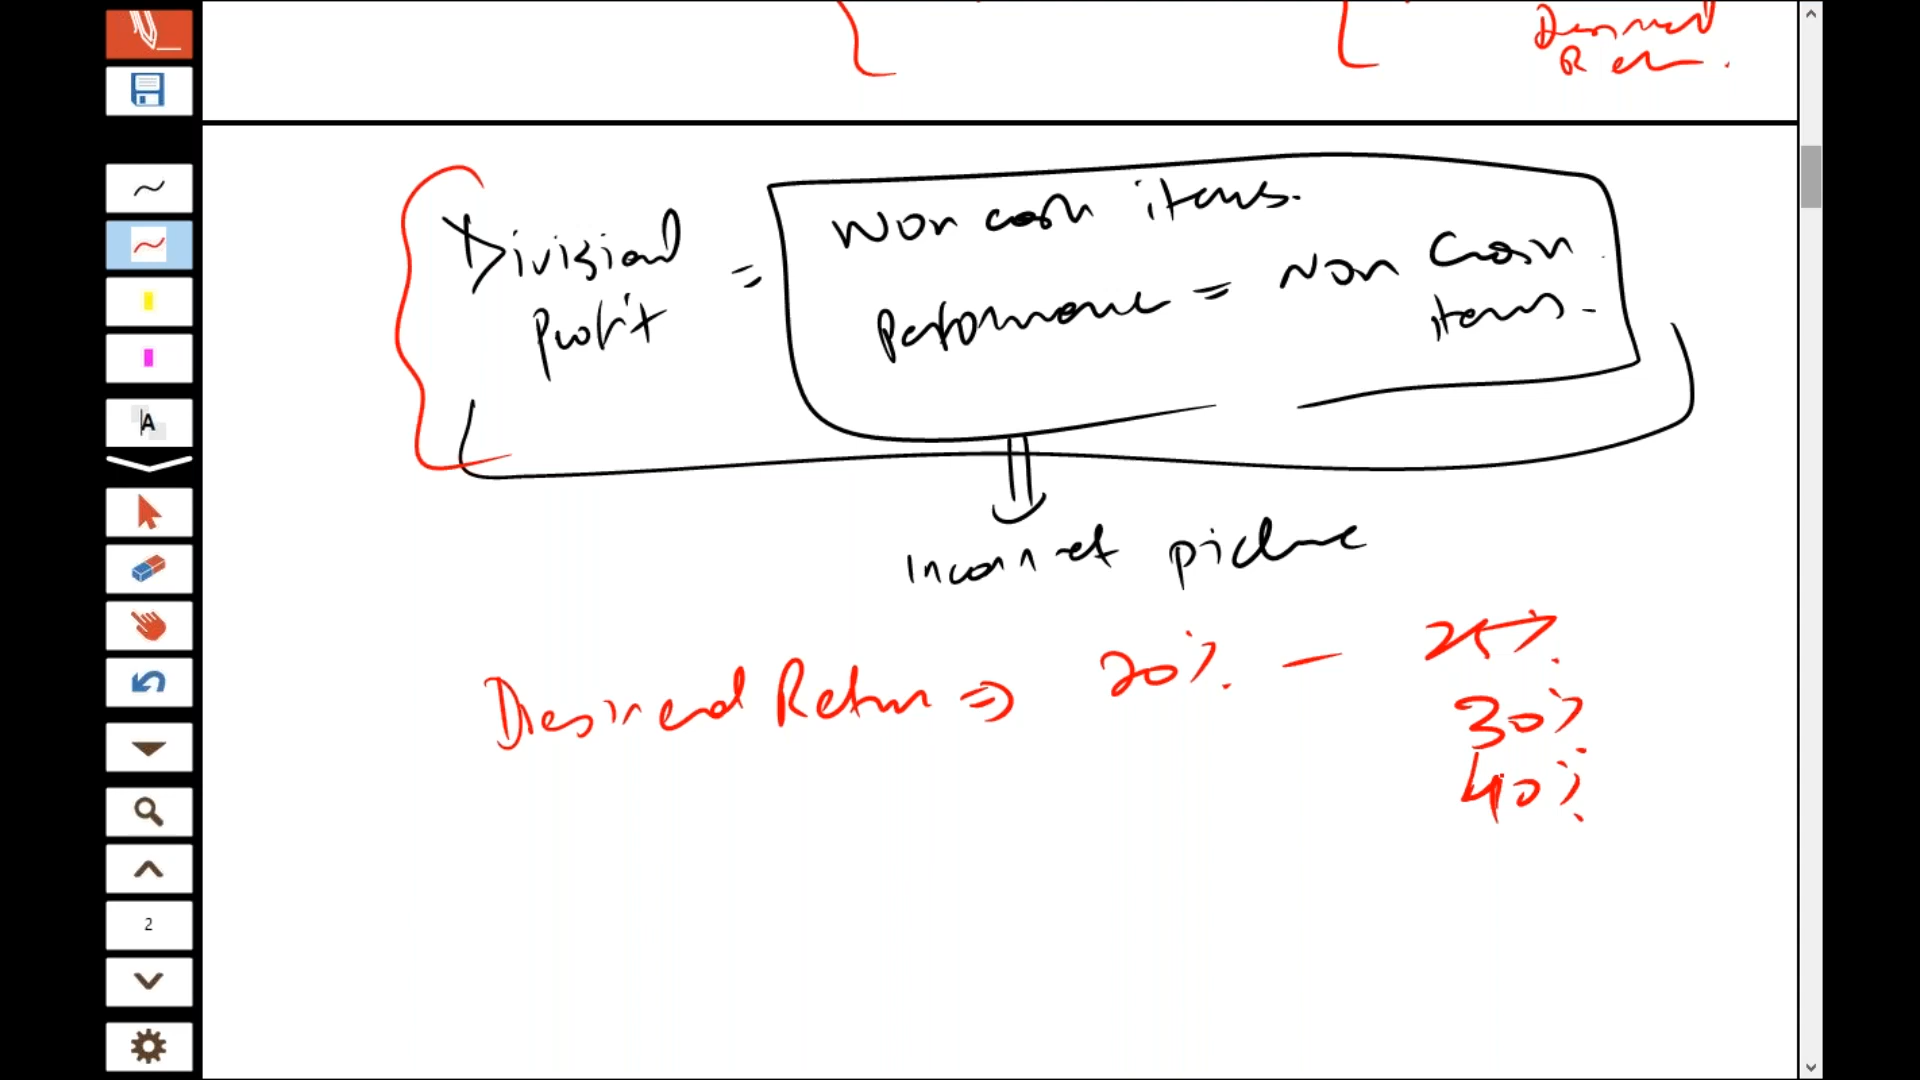 Desired
Return.
Non cash items.
Divisional = Performance = Non Cash
Profit items.
Incorrect picture
Desired Return => 20% - 25%
30%
40%
A
2